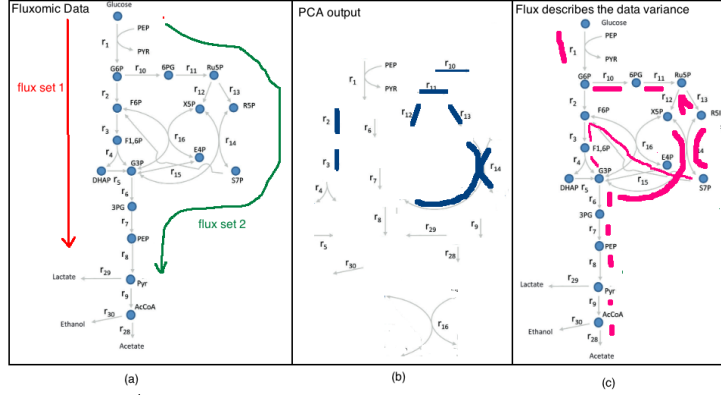 Fluxomic Data
Glucose
PEP
r1
PYR
G6P
6PG
Ru5P
r10
r11
flux set 1
r2
r12
r13
F6P
X5P
R5P
r3
r16
F1,6P
r14
r4
E4P
G3P
DHAP
r5
r15
S7P
r6
3PG
flux set 2
r7
PEP
r8
Lactate
r29
Pyr
r9
AcCoA
r30
Ethanol
r28
Acetate
(a)
PCA output
r10
PEP
r1
PYR
r11
r12
r13
r2
r6
r3
r14
r7
r4
r8
r9
r5
r29
r28
r30
r16
(b)
Flux describes the data variance
Glucose
PEP
r1
PYR
G6P
6PG
Ru5P
r10
r11
r2
r12
r13
F6P
X5P
r3
r16
F1,6P
r4
E4P
G3P
DHAP
r5
r15
S7P
r6
3PG
r7
PEP
r8
Lactate
r29
Pyr
r9
AcCoA
r30
Ethanol
r28
Acetate
(c)